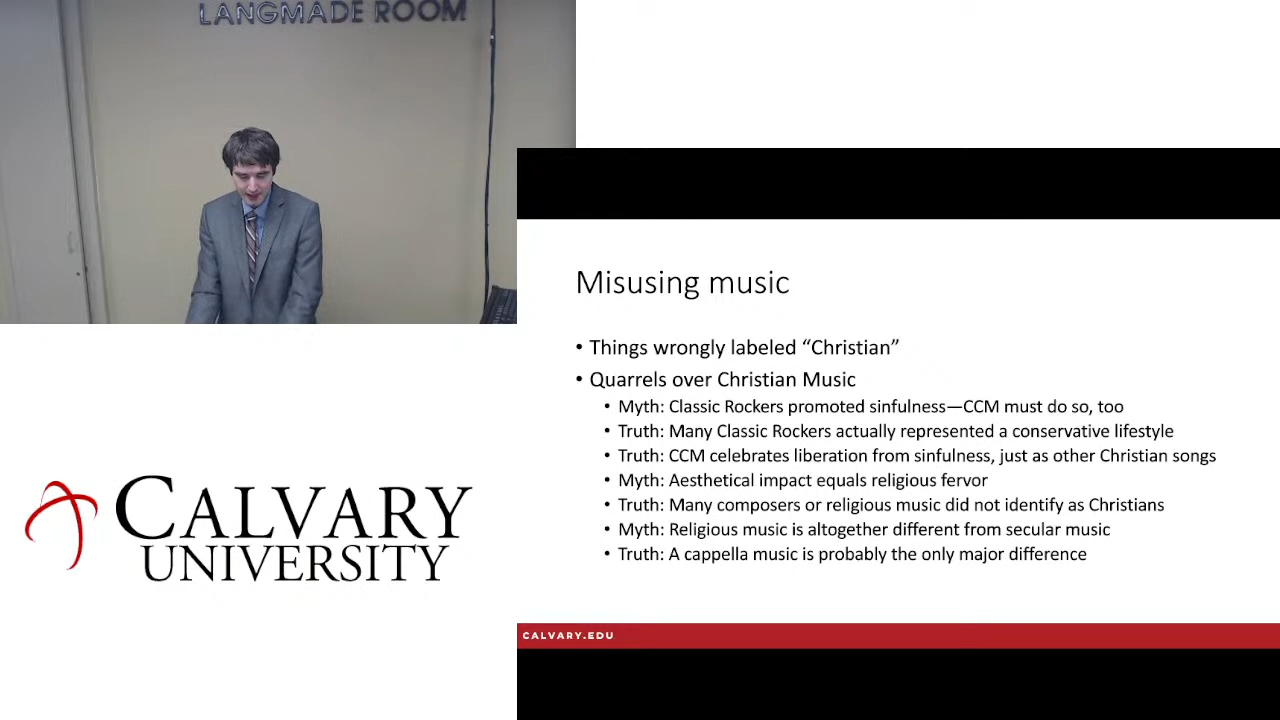 LANGMADE ROOM
Misusing music
• Things wrongly labeled “Christian”
• Quarrels over Christian Music
• Myth: Classic Rockers promoted sinfulness—CCM must do so, too
• Truth: Many Classic Rockers actually represented a conservative lifestyle
• Truth: CCM celebrates liberation from sinfulness, just as other Christian songs
• Myth: Aesthetical impact equals religious fervor
• Truth: Many composers or religious music did not identify as Christians
• Myth: Religious music is altogether different from secular music
• Truth: A cappella music is probably the only major difference
CALVARY
UNIVERSITY
CALVARY.EDU